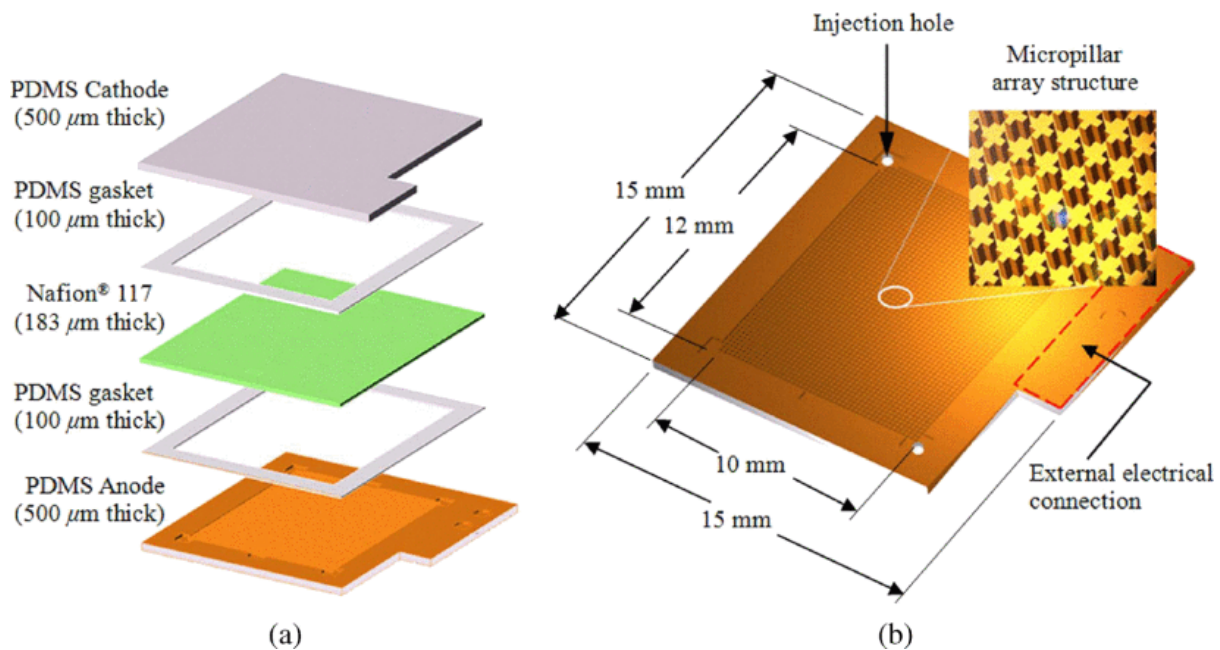 PDMS Cathode
(500 μm thick)
PDMS gasket
(100 μm thick)
Nafion® 117
(183 μm thick)
PDMS gasket
(100 μm thick)
PDMS Anode
(500 μm thick)
(a)
Injection hole
Micropillar
array structure
15 mm
12 mm
10 mm
15 mm
External electrical
connection
(b)